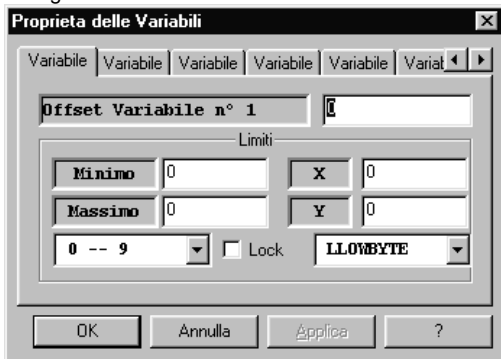 Proprieta delle Variabili
Variabile Variabile Variabile Variabile Variabile Variat
Offset Variabile n° 1 0
Limiti
Minimo 0 X 0
Massimo 0 Y 0
0 -- 9 Lock LLOWBYTE
OK Annulla Applica ?